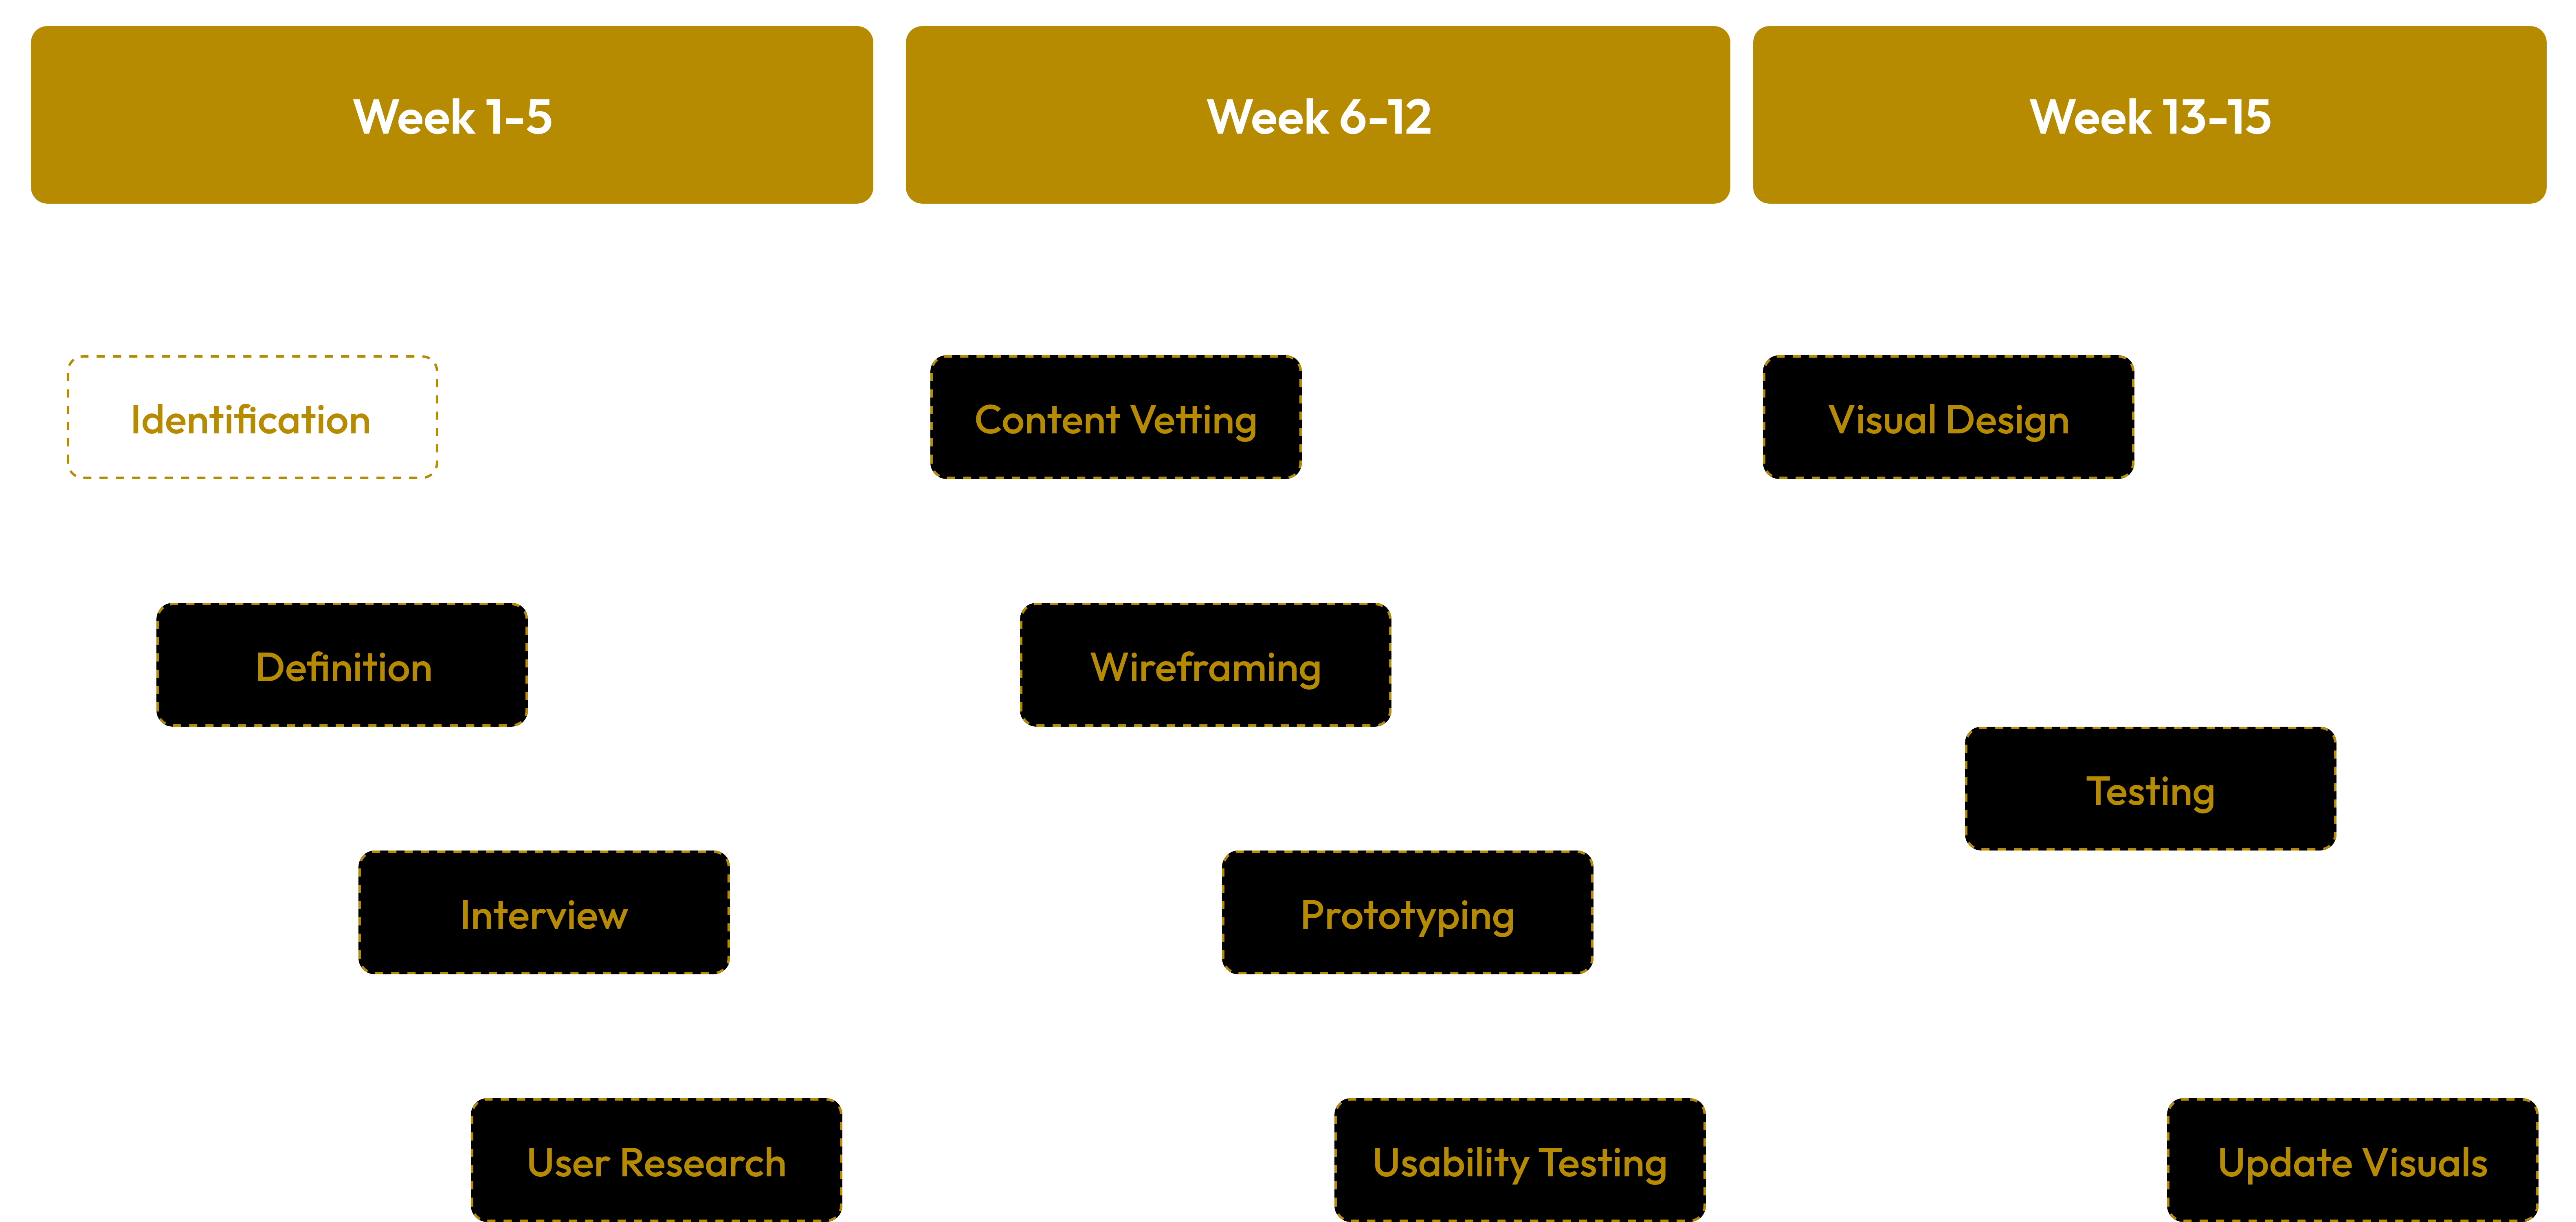 Week 1-5
Week 6-12
Week 13-15
Identification
Content Vetting
Visual Design
Definition
Wireframing
Testing
Interview
Prototyping
User Research
Usability Testing
Update Visuals